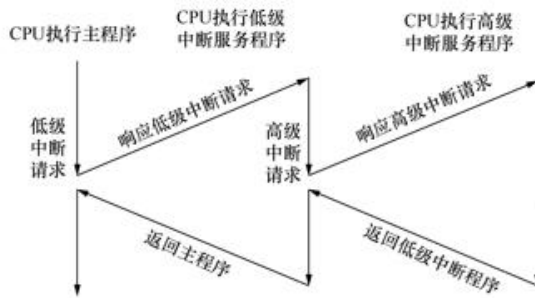 CPU执行主程序
CPU执行低级
中断服务程序
CPU执行高级
中断服务程序
低级
中断
请求
响应低级中断请求
高级
中断
请求
响应高级中断请求
返回主程序
返回低级中断程序